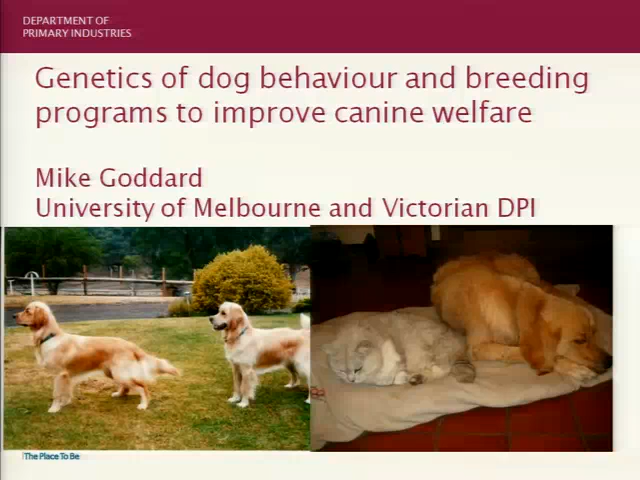 DEPARTMENT OF
PRIMARY INDUSTRIES
Genetics of dog behaviour and breeding
programs to improve canine welfare
Mike Goddard
University of Melbourne and Victorian DPI
The Place To Be